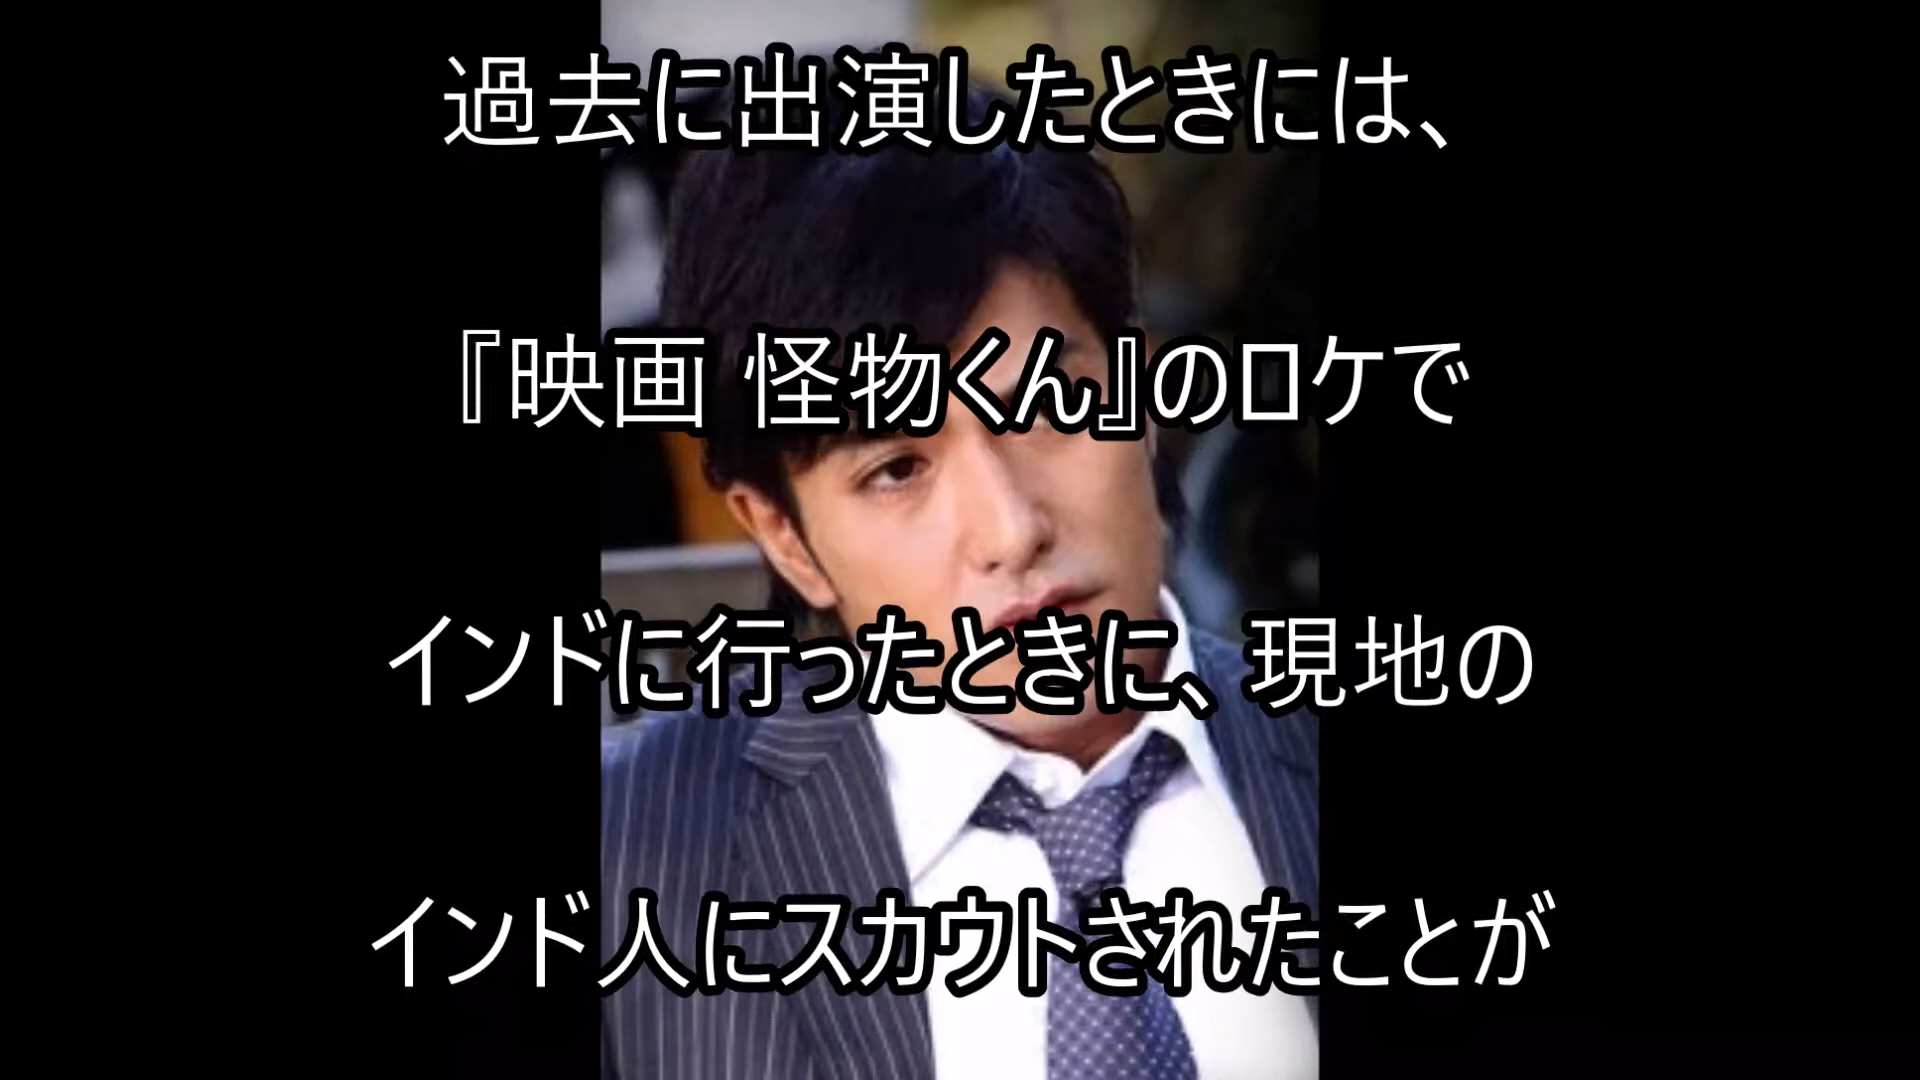 過去に出演したときには、
『映画 怪物くん』のロケで
インドに行ったときに、現地の
インド人にスカウトされたことが